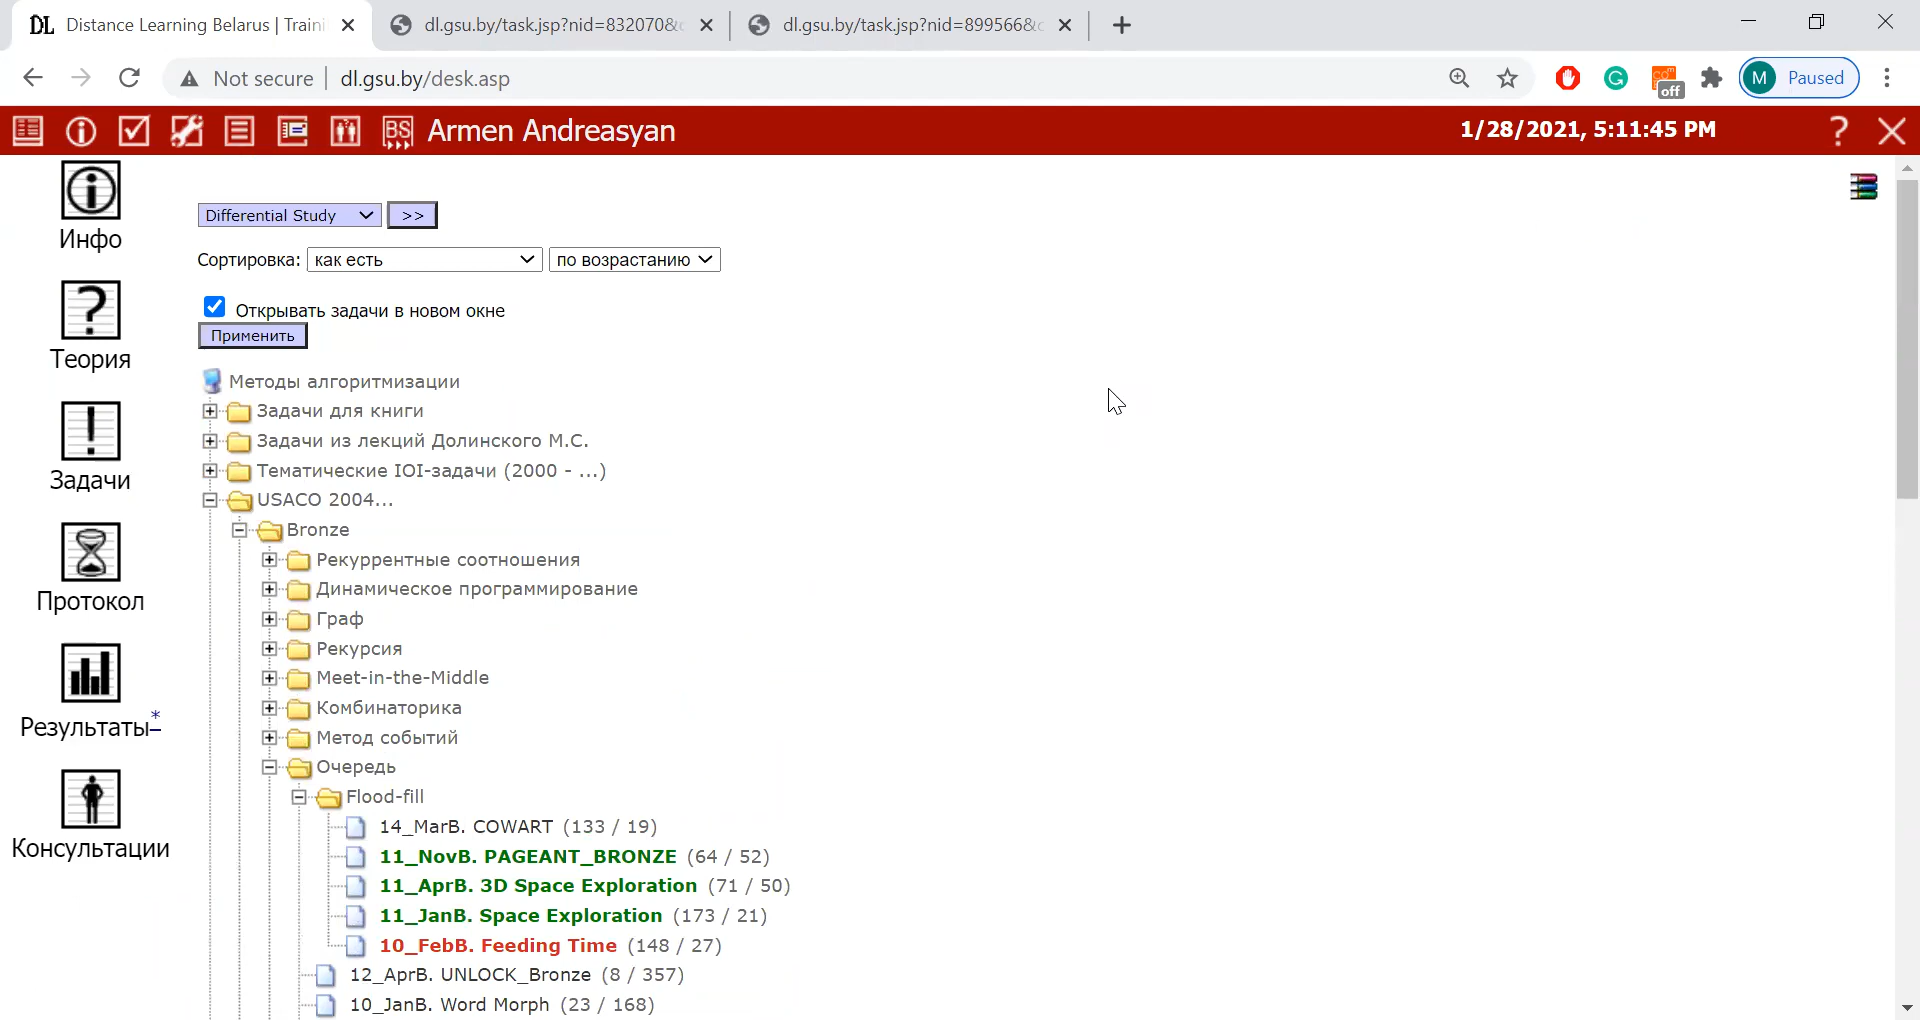 DL Distance Learning Belarus | Traini
dl.gsu.by/task.jsp?nid=832070&
dl.gsu.by/task.jsp?nid=899566&
Not secure dl.gsu.by/desk.asp
off
M Paused
BS Armen Andreasyan 1/28/2021, 5:11:45 PM
Инфо
Теория
Задачи
Протокол
Результаты*
Консультации
Differential Study >>
Сортировка: как есть по возрастанию
Открывать задачи в новом окне
Применить
Методы алгоритмизации
Задачи для книги
Задачи из лекций Долинского М.С.
Тематические IOI-задачи (2000 - ...)
USACO 2004...
Bronze
Рекуррентные соотношения
Динамическое программирование
Граф
Рекурсия
Meet-in-the-Middle
Комбинаторика
Метод событий
Очередь
Flood-fill
14_MarB. COWART (133 / 19)
11_NovB. PAGEANT_BRONZE (64 / 52)
11_AprB. 3D Space Exploration (71 / 50)
11_JanB. Space Exploration (173 / 21)
10_FebB. Feeding Time (148 / 27)
12_AprB. UNLOCK_Bronze (8 / 357)
10_JanB. Word Morph (23 / 168)